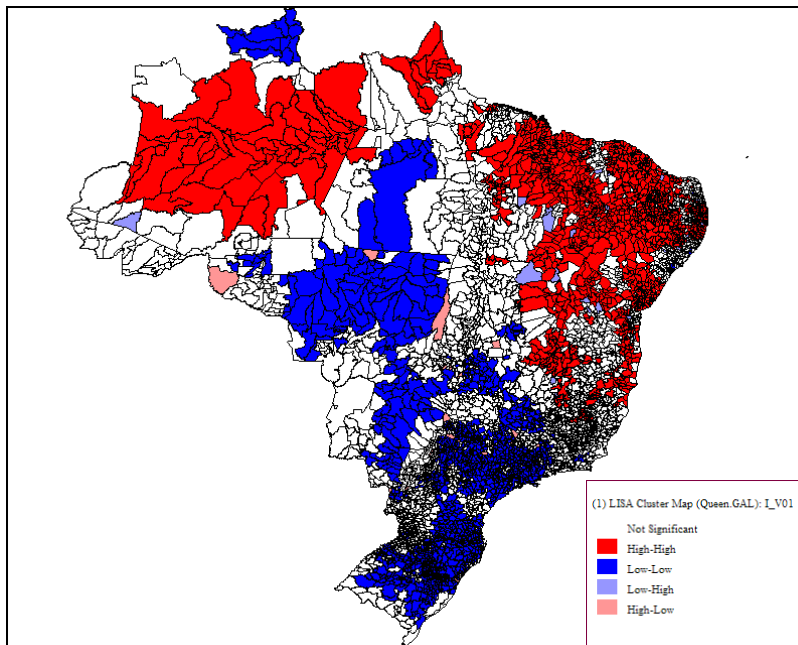 (1) LISA Cluster Map (Queen.GAL): I_V01
Not Significant
High-High
Low-Low
Low-High
High-Low